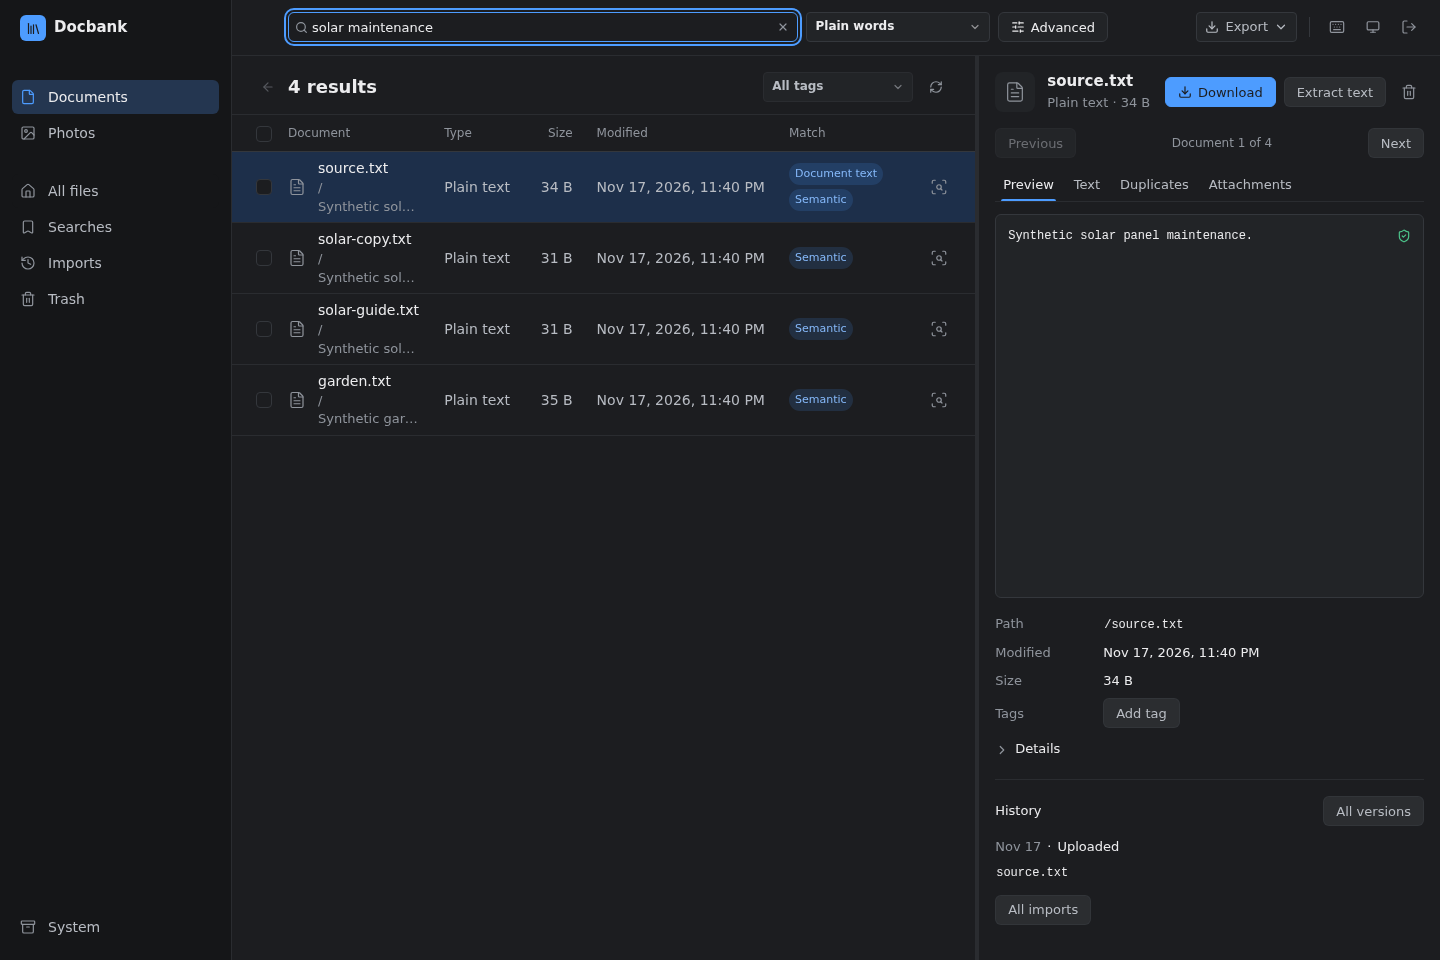 Docbank
solar maintenance
Plain words
Advanced
Export
Documents
Photos
All files
Searches
Imports
Trash
System
4 results
All tags
Document Type Size Modified Match
source.txt
/
Synthetic sol...
Plain text 34 B Nov 17, 2026, 11:40 PM
Document text
Semantic
solar-copy.txt
/
Synthetic sol...
Plain text 31 B Nov 17, 2026, 11:40 PM
Semantic
solar-guide.txt
/
Synthetic sol...
Plain text 31 B Nov 17, 2026, 11:40 PM
Semantic
garden.txt
/
Synthetic gar...
Plain text 35 B Nov 17, 2026, 11:40 PM
Semantic
source.txt
Plain text · 34 B
Download
Extract text
Previous
Document 1 of 4
Next
Preview Text Duplicates Attachments
Synthetic solar panel maintenance.
Path /source.txt
Modified Nov 17, 2026, 11:40 PM
Size 34 B
Tags Add tag
Details
History
All versions
Nov 17 · Uploaded
source.txt
All imports